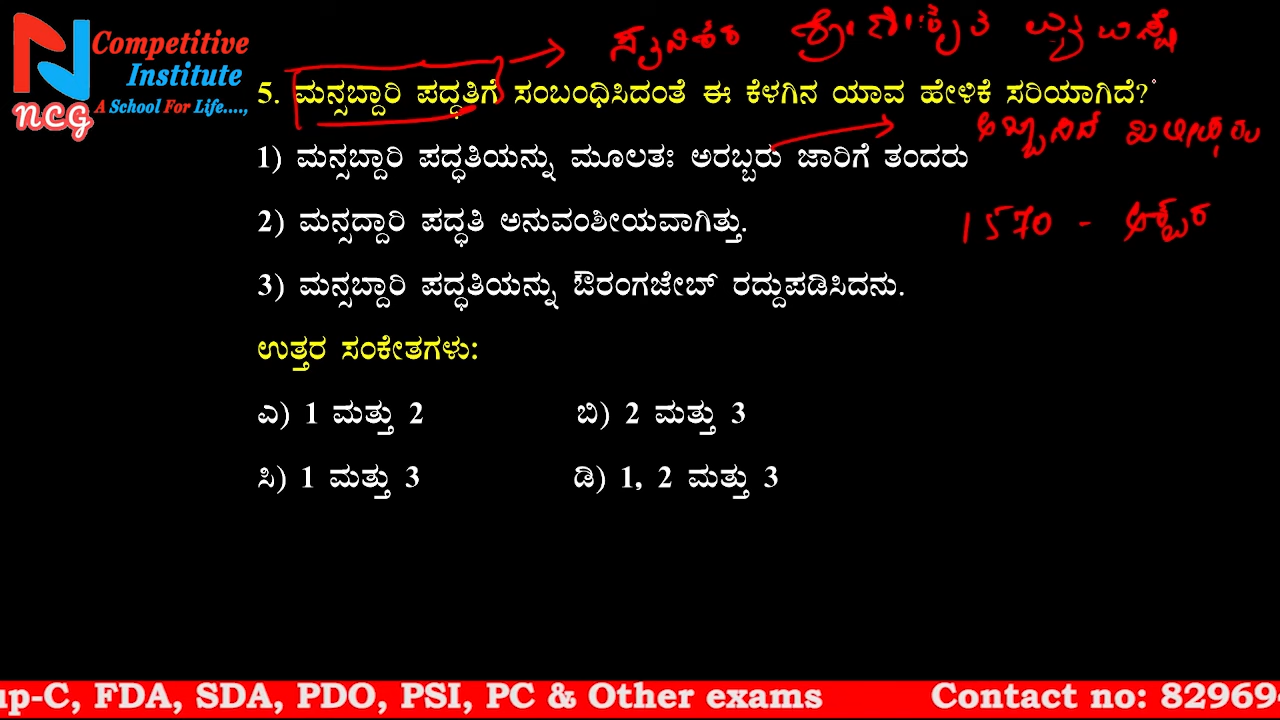 Competitive
Institute
A School For Life....,
ncg
ಶ್ರೇಣೀಕೃತ ವ್ಯವಸ್ಥೆ
5. ಮನ್ಸಬ್ದಾರಿ ಪದ್ಧತಿಗೆ ಸಂಬಂಧಿಸಿದಂತೆ ಈ ಕೆಳಗಿನ ಯಾವ ಹೇಳಿಕೆ ಸರಿಯಾಗಿದೆ?
1) ಮನ್ಸಬ್ದಾರಿ ಪದ್ಧತಿಯನ್ನು ಮೂಲತಃ ಅರಬ್ಬರು ಜಾರಿಗೆ ತಂದರು
2) ಮನ್ಸದ್ದಾರಿ ಪದ್ಧತಿ ಅನುವಂಶೀಯವಾಗಿತ್ತು.
1570 -
3) ಮನ್ಸಬ್ದಾರಿ ಪದ್ಧತಿಯನ್ನು ಔರಂಗಜೇಬ್ ರದ್ದುಪಡಿಸಿದನು.
ಉತ್ತರ ಸಂಕೇತಗಳು:
ಎ) 1 ಮತ್ತು 2 ಬಿ) 2 ಮತ್ತು 3
ಸಿ) 1 ಮತ್ತು 3 ಡಿ) 1, 2 ಮತ್ತು 3
up-C, FDA, SDA, PDO, PSI, PC & Other exams Contact no: 82969